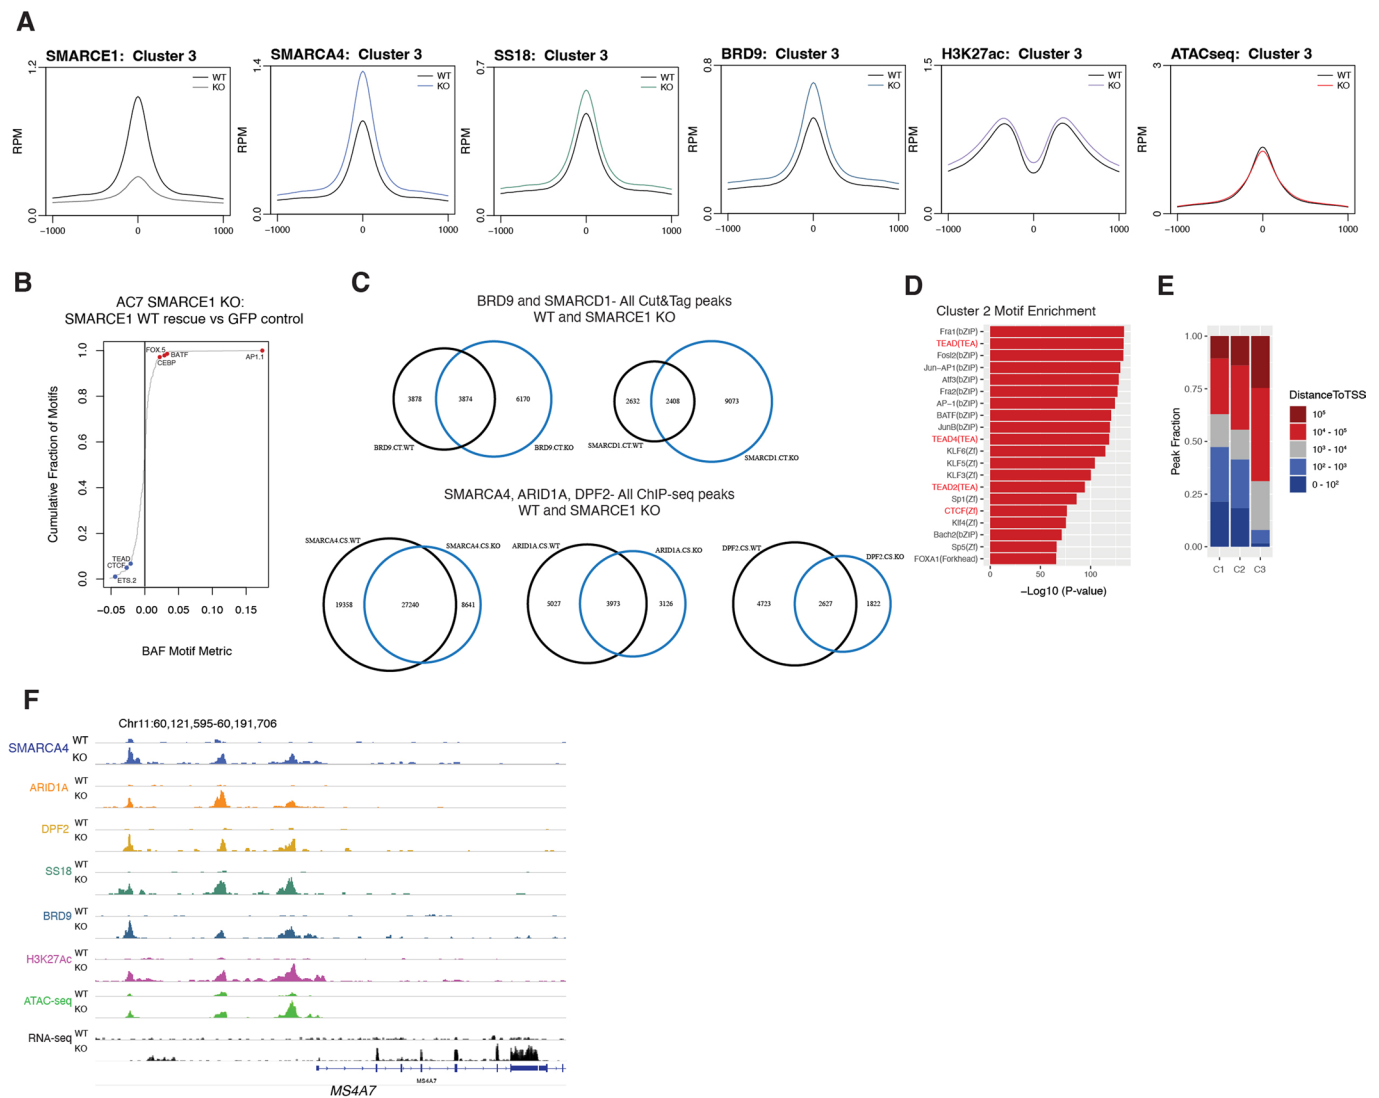 A
SMARCE1: Cluster 3
1.2
0.0
RPM
WT
KO
−1000
0
1000
SMARCA4: Cluster 3
1.4
0.0
RPM
WT
KO
−1000
0
1000
SS18: Cluster 3
0.7
0.0
RPM
WT
KO
−1000
0
1000
BRD9: Cluster 3
0.8
0.0
RPM
WT
KO
−1000
0
1000
H3K27ac: Cluster 3
1.5
0.0
RPM
WT
KO
−1000
0
1000
ATACseq: Cluster 3
3
0
RPM
WT
KO
−1000
0
1000
B
AC7 SMARCE1 KO:
SMARCE1 WT rescue vs GFP control
Cumulative Fraction of Motifs
1.0
0.8
0.6
0.4
0.2
0.0
FOX.5
BATF
CEBP
AP1.1
TEAD
CTCF
ETS.2
−0.05
0.00
0.05
0.10
0.15
BAF Motif Metric
C
BRD9 and SMARCD1- All Cut&Tag peaks
WT and SMARCE1 KO
3878
3874
6170
BRD9.CT.WT
BRD9.CT.KO
2632
2408
9073
SMARCD1.CT.WT
SMARCD1.CT.KO
SMARCA4, ARID1A, DPF2- All ChIP-seq peaks
WT and SMARCE1 KO
SMARCA4.CS.WT
SMARCA4.CS.KO
19358
27240
8641
ARID1A.CS.WT
ARID1A.CS.KO
5027
3973
3126
DPF2.CS.WT
DPF2.CS.KO
4723
2627
1822
D
Cluster 2 Motif Enrichment
Fra1(bZIP)
TEAD(TEA)
Fosl2(bZIP)
Jun−AP1(bZIP)
Atf3(bZIP)
Fra2(bZIP)
AP−1(bZIP)
BATF(bZIP)
JunB(bZIP)
TEAD4(TEA)
KLF6(Zf)
KLF5(Zf)
KLF3(Zf)
TEAD2(TEA)
Sp1(Zf)
CTCF(Zf)
Klf4(Zf)
Bach2(bZIP)
Sp5(Zf)
FOXA1(Forkhead)
0
50
100
−Log10 (P-value)
E
Peak Fraction
1.00
0.75
0.50
0.25
0.00
C1
C2
C3
DistanceToTSS
10⁵
10⁴ - 10⁵
10³ - 10⁴
10² - 10³
0 - 10²
F
Chr11:60,121,595-60,191,706
SMARCA4
WT
KO
ARID1A
WT
KO
DPF2
WT
KO
SS18
WT
KO
BRD9
WT
KO
H3K27Ac
WT
KO
ATAC-seq
WT
KO
RNA-seq
WT
KO
MS4A7
MS4A7